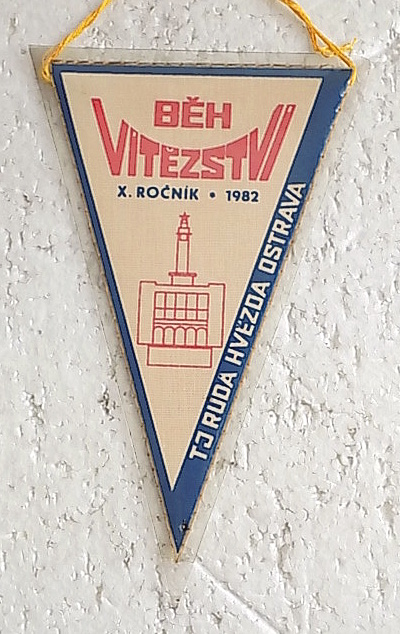 BĚH
VÍTĚZSTVÍ
X. ROČNÍK • 1982
TJ RUDÁ HVĚZDA OSTRAVA